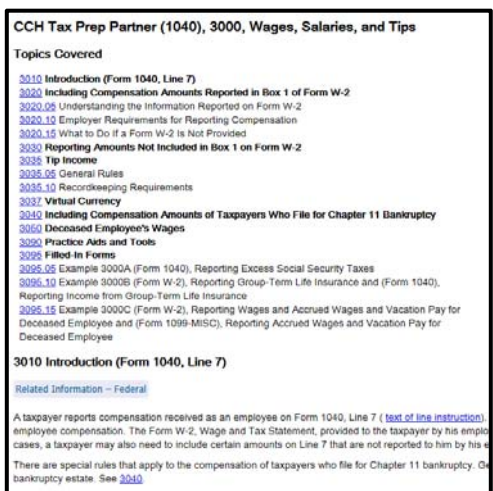 CCH Tax Prep Partner (1040), 3000, Wages, Salaries, and Tips
Topics Covered
3010 Introduction (Form 1040, Line 7)
3020 Including Compensation Amounts Reported in Box 1 of Form W-2
3020.05 Understanding the Information Reported on Form W-2
3020.10 Employer Requirements for Reporting Compensation
3020.15 What to Do If a Form W-2 Is Not Provided
3030 Reporting Amounts Not Included in Box 1 on Form W-2
3035 Tip Income
3035.05 General Rules
3035.10 Recordkeeping Requirements
3037 Virtual Currency
3040 Including Compensation Amounts of Taxpayers Who File for Chapter 11 Bankruptcy
3050 Deceased Employee's Wages
3090 Practice Aids and Tools
3095 Filled-In Forms
3095.05 Example 3000A (Form 1040), Reporting Excess Social Security Taxes
3095.10 Example 3000B (Form W-2), Reporting Group-Term Life Insurance and (Form 1040),
Reporting Income from Group-Term Life Insurance
3095.15 Example 3000C (Form W-2), Reporting Wages and Accrued Wages and Vacation Pay for
Deceased Employee and (Form 1099-MISC), Reporting Accrued Wages and Vacation Pay for
Deceased Employee
3010 Introduction (Form 1040, Line 7)
Related Information – Federal
A taxpayer reports compensation received as an employee on Form 1040, Line 7 ( text of line instruction).
employee compensation. The Form W-2, Wage and Tax Statement, provided to the taxpayer by his emplo
cases, a taxpayer may also need to include certain amounts on Line 7 that are not reported to him by his e
There are special rules that apply to the compensation of taxpayers who file for Chapter 11 bankruptcy. Ge
bankruptcy estate. See 3040.